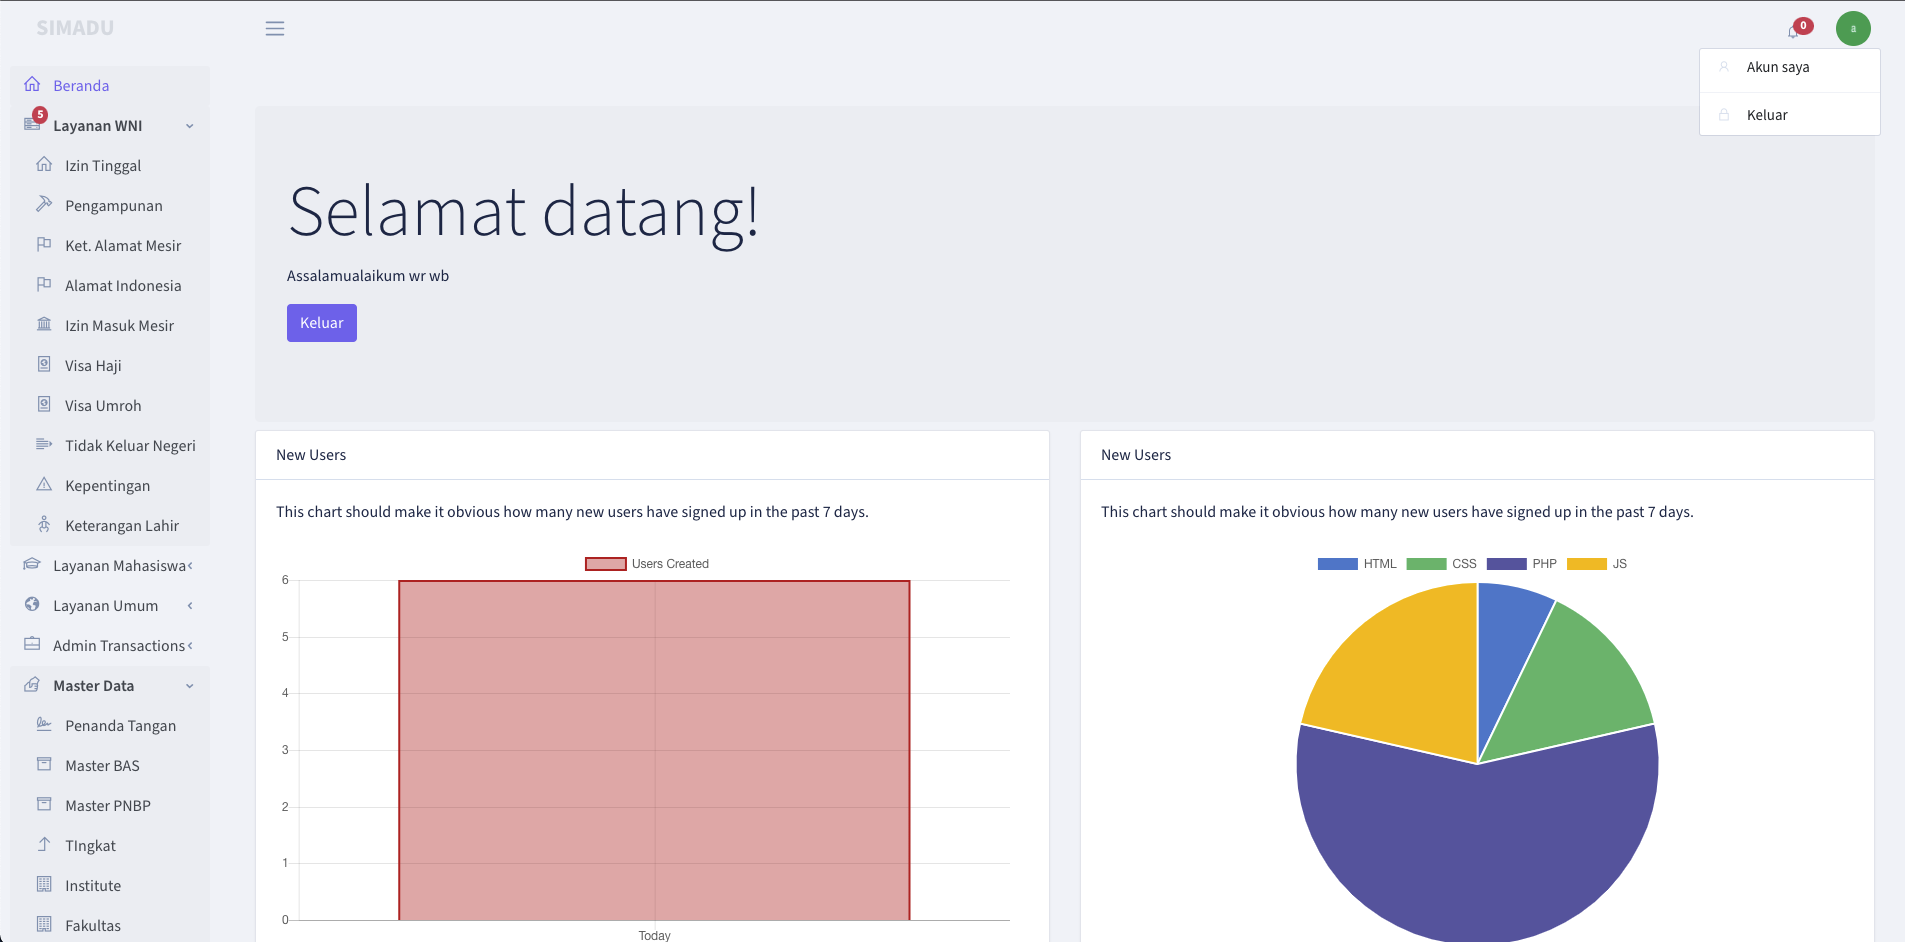 SIMADU
0
a
Akun saya
Keluar
Beranda
5
Layanan WNI
Izin Tinggal
Pengampunan
Ket. Alamat Mesir
Alamat Indonesia
Izin Masuk Mesir
Visa Haji
Visa Umroh
Tidak Keluar Negeri
Kepentingan
Keterangan Lahir
Layanan Mahasiswa
Layanan Umum
Admin Transactions
Master Data
Penanda Tangan
Master BAS
Master PNBP
TIngkat
Institute
Fakultas
Selamat datang!
Assalamualaikum wr wb
Keluar
New Users
This chart should make it obvious how many new users have signed up in the past 7 days.
Users Created
6
5
4
3
2
1
0
Today
New Users
This chart should make it obvious how many new users have signed up in the past 7 days.
HTML CSS PHP JS